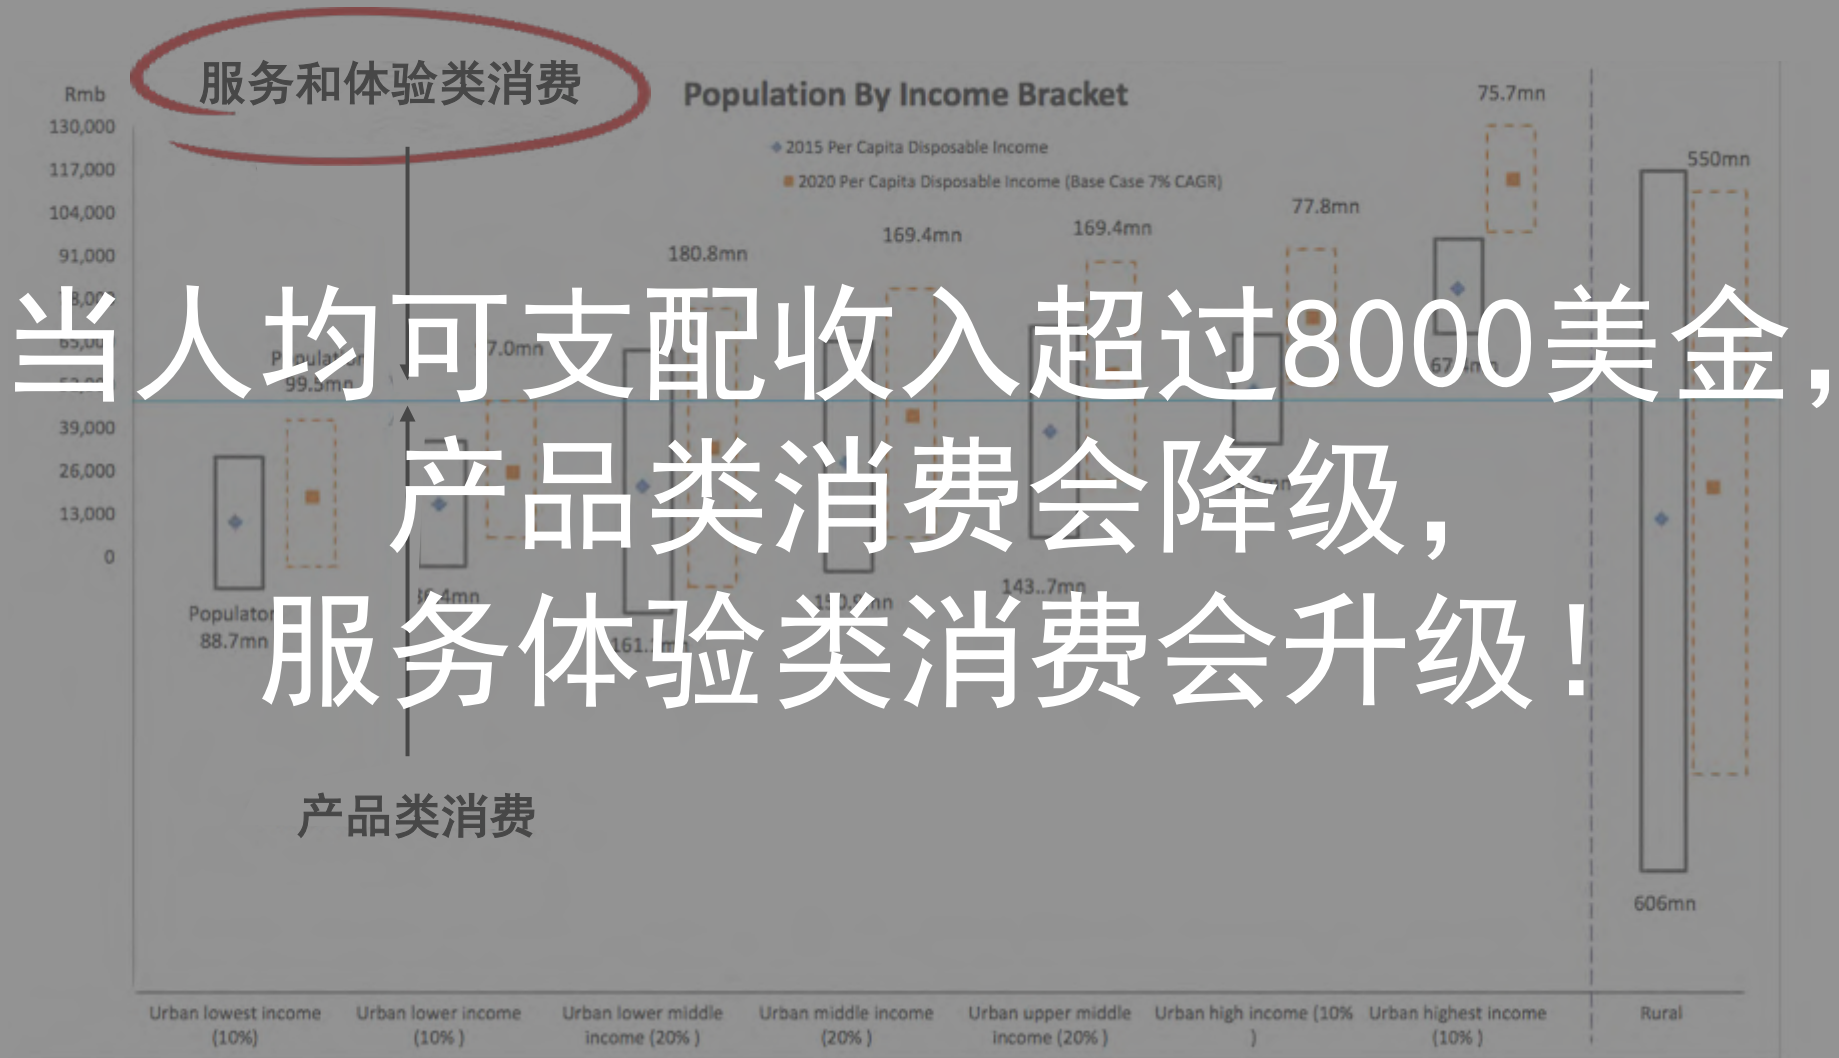 服务和体验类消费
Population By Income Bracket
Rmb
130,000
117,000
104,000
91,000
39,000
26,000
13,000
0
2015 Per Capita Disposable Income
2020 Per Capita Disposable Income (Base Case 7% CAGR)
75.7mn
550mn
77.8mn
169.4mn
169.4mn
180.8mn
99.5mn
当人均可支配收入超过8000美金，
产品类消费会降级，
服务体验类消费会升级！
143..7mn
88.7mn
606mn
产品类消费
Urban lowest income
(10%)
Urban lower income
(10% )
Urban lower middle
income (20% )
Urban middle income
(20% )
Urban upper middle
income (20% )
Urban high income (10%
)
Urban highest income
(10% )
Rural